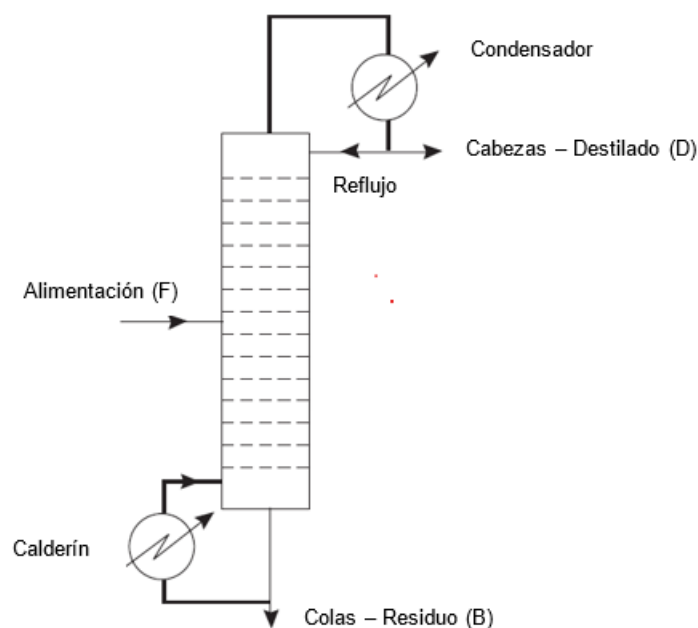 Condensador
Cabezas – Destilado (D)
Reflujo
Alimentación (F)
Calderín
Colas – Residuo (B)